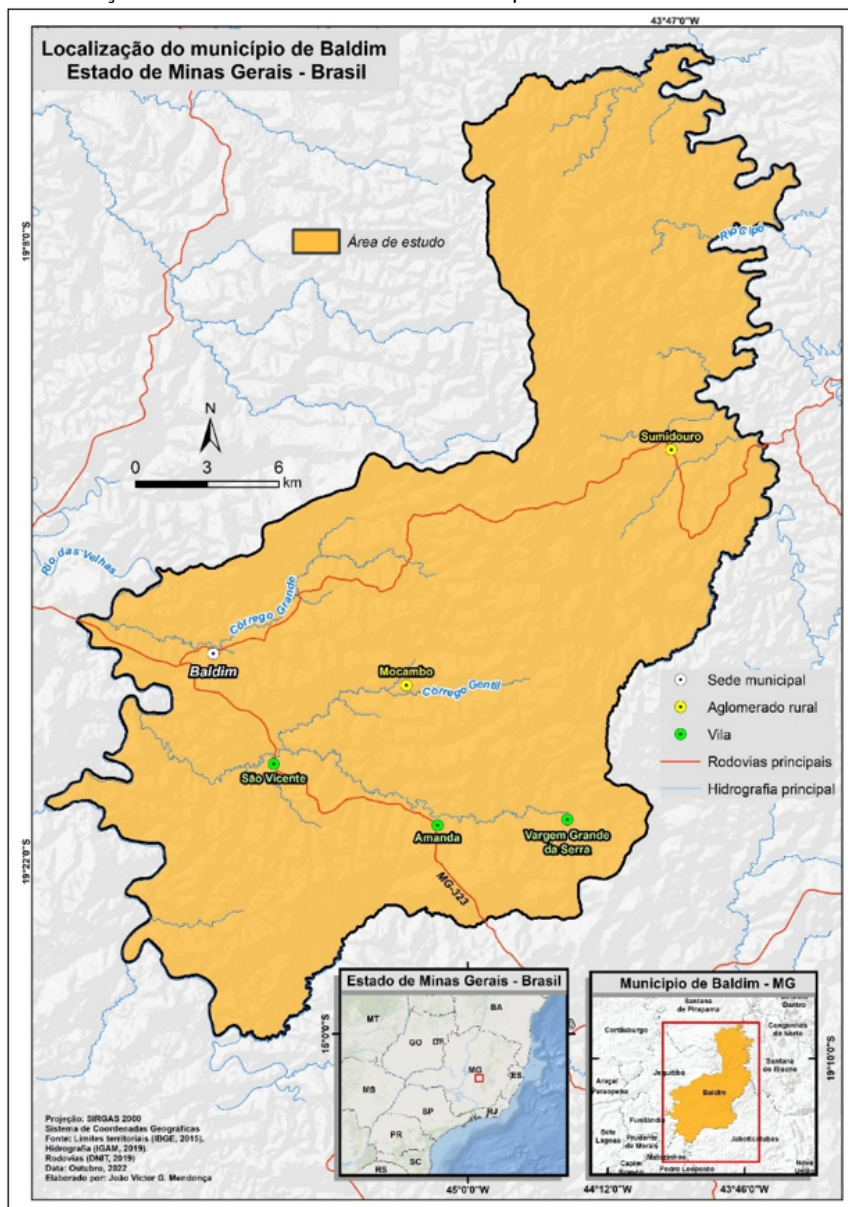 43°47'0"W
Localização do município de Baldim
Estado de Minas Gerais - Brasil
19°8'0"S
Área de estudo
Rio Cipó
N
0 3 6
km
Sumidouro
Rio das Velhas
Córrego Grande
Baldim
Mocambo
Córrego Gentil
Sede municipal
Aglomerado rural
Vila
Rodovias principais
Hidrografia principal
São Vicente
Amanda
Vargem Grande
da Serra
19°22'0"S
MG-323
Estado de Minas Gerais - Brasil
MT
BA
GO
DF
MG
ES
MS
SP
RJ
PR
SC
RS
15°0'0"S
45°0'0"W
Município de Baldim - MG
Santana
de Pirapama
Cordisburgo
Congonhas
do Norte
Santana
do Riacho
Jequitibá
Araçaí
Paraopeba
Baldim
Funilândia
Sete
Lagoas
Prudente
de Morais
Jaboticatubas
Matozinhos
Capim
Pedro Leopoldo
Nova
19°10'0"S
44°12'0"W
43°46'0"W
Projeção: SIRGAS 2000
Sistema de Coordenadas Geográficas
Fonte: Limites territoriais (IBGE, 2015).
Hidrografia (IGAM, 2019).
Rodovias (DNIT, 2019)
Data: Outubro, 2022
Elaborado por: João Victor G. Mendonça